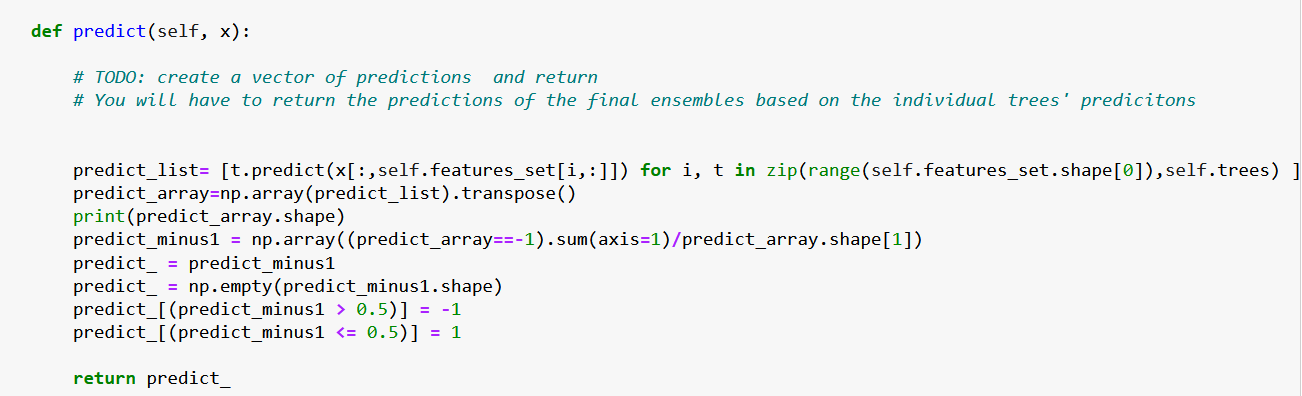 def predict(self, x):
# TODO: create a vector of predictions  and return
# You will have to return the predictions of the final ensembles based on the individual trees' predicitons
predict_list= [t.predict(x[:,self.features_set[i,:]]) for i, t in zip(range(self.features_set.shape[0]),self.trees) ]
predict_array=np.array(predict_list).transpose()
print(predict_array.shape)
predict_minus1 = np.array((predict_array==-1).sum(axis=1)/predict_array.shape[1])
predict_ = predict_minus1
predict_ = np.empty(predict_minus1.shape)
predict_[(predict_minus1 > 0.5)] = -1
predict_[(predict_minus1 <= 0.5)] = 1
return predict_